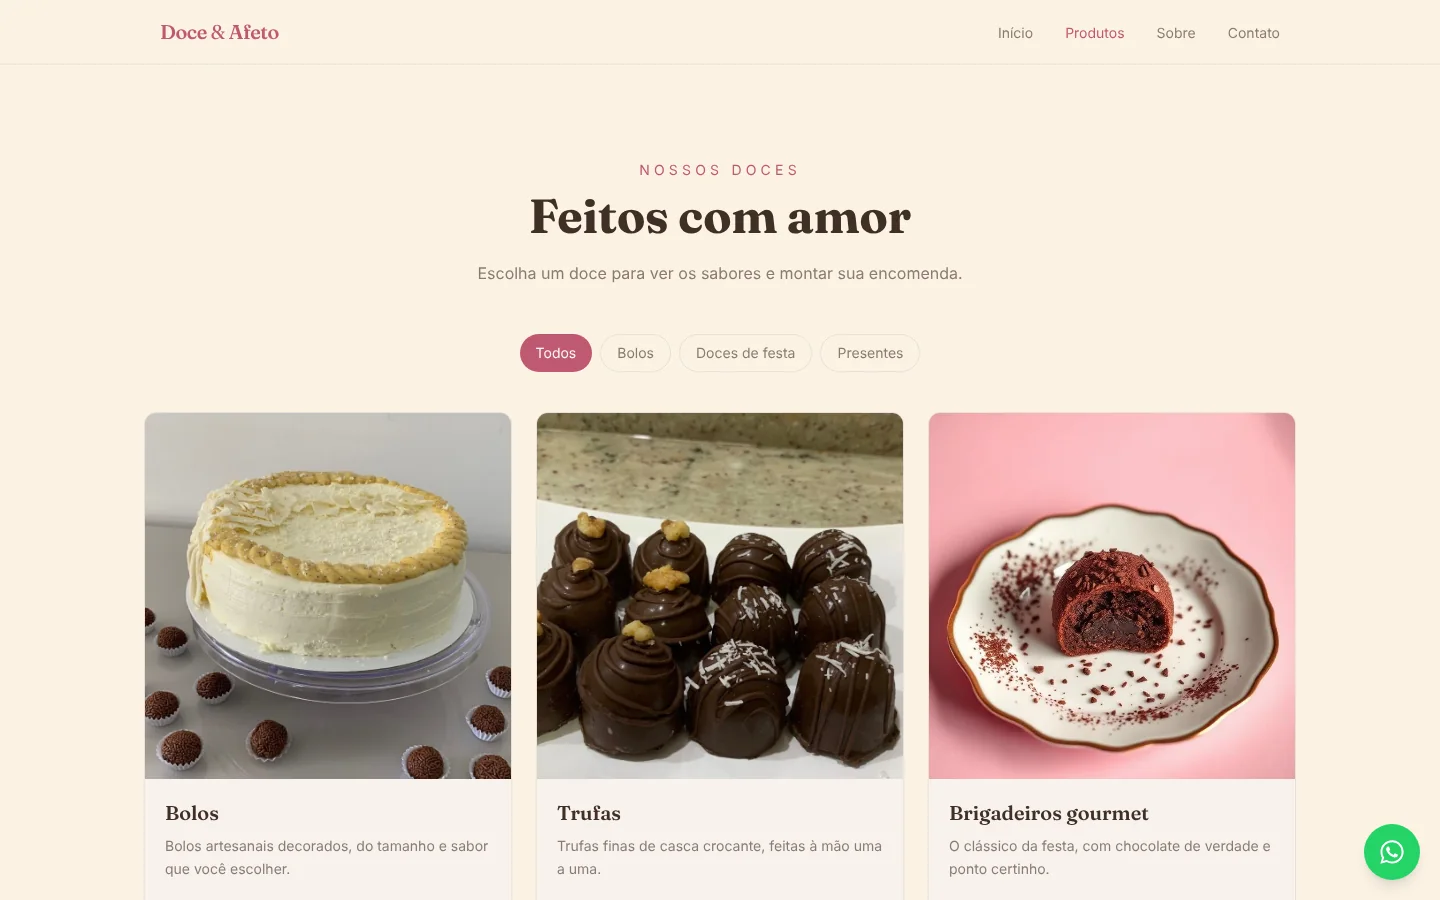 Doce & Afeto
Início Produtos Sobre Contato
NOSSOS DOCES
Feitos com amor
Escolha um doce para ver os sabores e montar sua encomenda.
Todos Bolos Doces de festa Presentes
Bolos
Bolos artesanais decorados, do tamanho e sabor
que você escolher.
Trufas
Trufas finas de casca crocante, feitas à mão uma
a uma.
Brigadeiros gourmet
O clássico da festa, com chocolate de verdade e
ponto certinho.